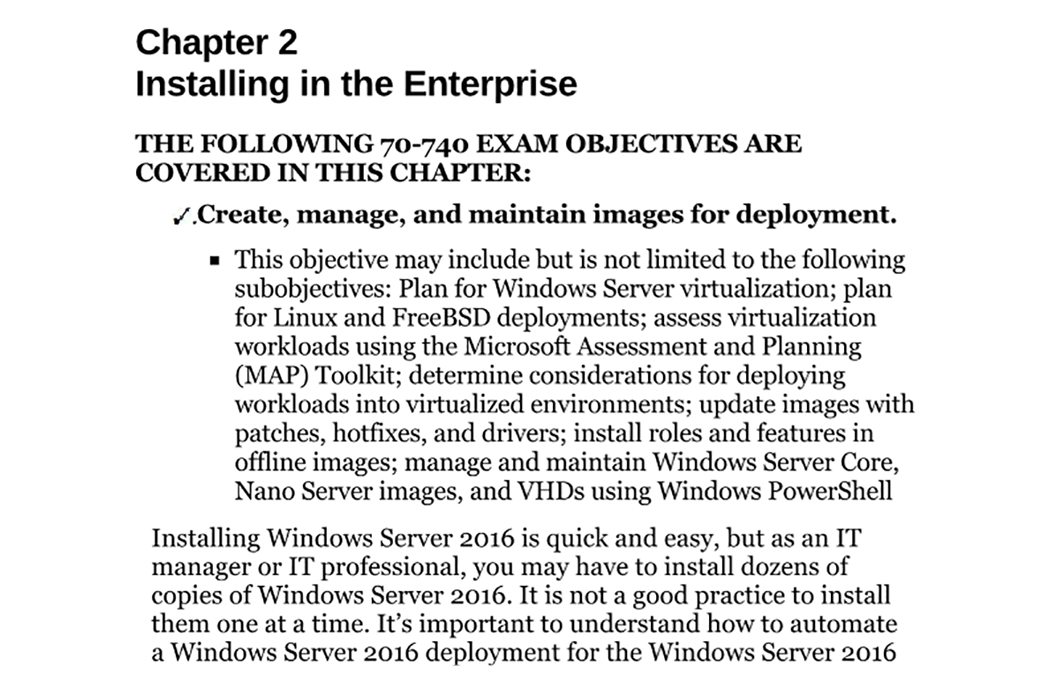 Chapter 2
Installing in the Enterprise
THE FOLLOWING 70-740 EXAM OBJECTIVES ARE
COVERED IN THIS CHAPTER:
✓.Create, manage, and maintain images for deployment.
▪ This objective may include but is not limited to the following
subobjectives: Plan for Windows Server virtualization; plan
for Linux and FreeBSD deployments; assess virtualization
workloads using the Microsoft Assessment and Planning
(MAP) Toolkit; determine considerations for deploying
workloads into virtualized environments; update images with
patches, hotfixes, and drivers; install roles and features in
offline images; manage and maintain Windows Server Core,
Nano Server images, and VHDs using Windows PowerShell
Installing Windows Server 2016 is quick and easy, but as an IT
manager or IT professional, you may have to install dozens of
copies of Windows Server 2016. It is not a good practice to install
them one at a time. It’s important to understand how to automate
a Windows Server 2016 deployment for the Windows Server 2016